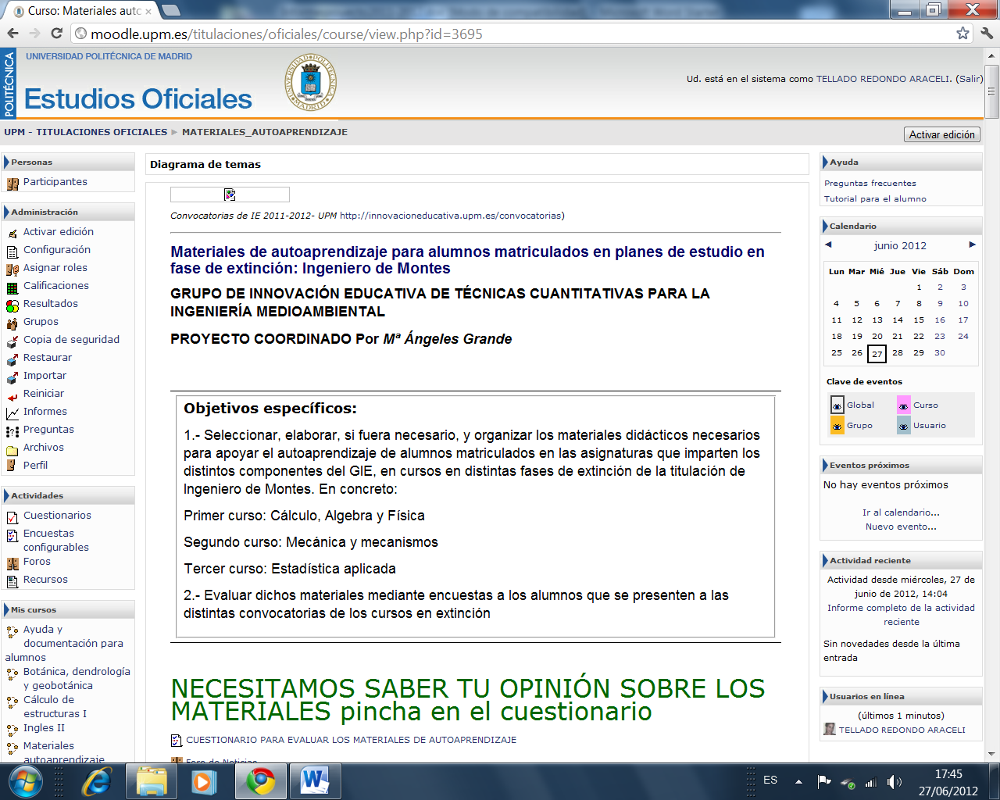 Curso: Materiales auto
moodle.upm.es/titulaciones/oficiales/course/view.php?id=3695
POLITÉCNICA
UNIVERSIDAD POLITÉCNICA DE MADRID
Estudios Oficiales
Ud. está en el sistema como TELLADO REDONDO ARACELI. (Salir)
UPM - TITULACIONES OFICIALES ► MATERIALES_AUTOAPRENDIZAJE
Activar edición
Personas
Participantes
Administración
Activar edición
Configuración
Asignar roles
Calificaciones
Resultados
Grupos
Copia de seguridad
Restaurar
Importar
Reiniciar
Informes
Preguntas
Archivos
Perfil
Actividades
Cuestionarios
Encuestas
configurables
Foros
Recursos
Mis cursos
Ayuda y
documentación para
alumnos
Botánica, dendrología
y geobotánica
Cálculo de
estructuras I
Ingles II
Materiales
autoaprendizaje
Diagrama de temas
Convocatorias de IE 2011-2012- UPM http://innovacioneducativa.upm.es/convocatorias)
Materiales de autoaprendizaje para alumnos matriculados en planes de estudio en
fase de extinción: Ingeniero de Montes
GRUPO DE INNOVACIÓN EDUCATIVA DE TÉCNICAS CUANTITATIVAS PARA LA
INGENIERÍA MEDIOAMBIENTAL
PROYECTO COORDINADO Por Mª Ángeles Grande
Objetivos específicos:
1.- Seleccionar, elaborar, si fuera necesario, y organizar los materiales didácticos necesarios
para apoyar el autoaprendizaje de alumnos matriculados en las asignaturas que imparten los
distintos componentes del GIE, en cursos en distintas fases de extinción de la titulación de
Ingeniero de Montes. En concreto:
Primer curso: Cálculo, Algebra y Física
Segundo curso: Mecánica y mecanismos
Tercer curso: Estadística aplicada
2.- Evaluar dichos materiales mediante encuestas a los alumnos que se presenten a las
distintas convocatorias de los cursos en extinción
NECESITAMOS SABER TU OPINIÓN SOBRE LOS
MATERIALES pincha en el cuestionario
CUESTIONARIO PARA EVALUAR LOS MATERIALES DE AUTOAPRENDIZAJE
Foro de Noticias
Ayuda
Preguntas frecuentes
Tutorial para el alumno
Calendario
◄ junio 2012 ►
Lun Mar Mié Jue Vie Sáb Dom
1 2 3
4 5 6 7 8 9 10
11 12 13 14 15 16 17
18 19 20 21 22 23 24
25 26 27 28 29 30
Clave de eventos
Global Curso
Grupo Usuario
Eventos próximos
No hay eventos próximos
Ir al calendario...
Nuevo evento...
Actividad reciente
Actividad desde miércoles, 27 de
junio de 2012, 14:04
Informe completo de la actividad
reciente
Sin novedades desde la última
entrada
Usuarios en línea
(últimos 1 minutos)
TELLADO REDONDO ARACELI
ES
17:45
27/06/2012